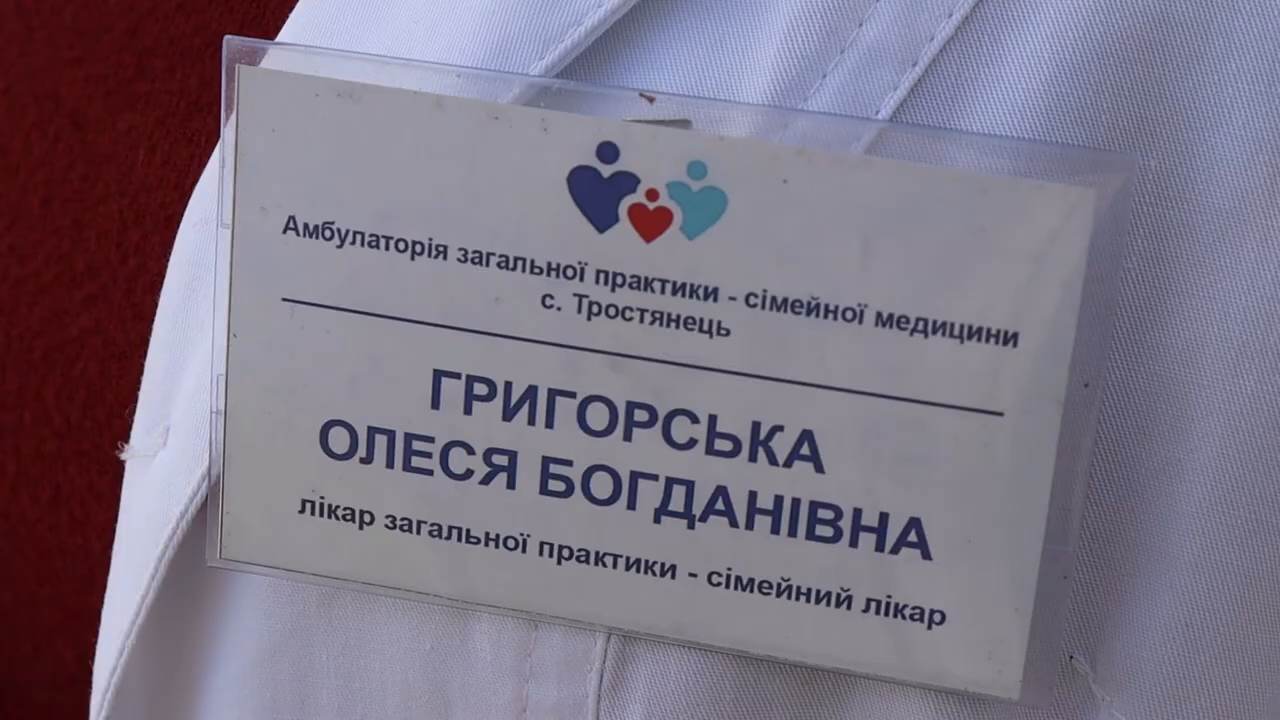 Амбулаторія загальної практики - сімейної медицини
с. Тростянець
ГРИГОРСЬКА
ОЛЕСЯ БОГДАНІВНА
лікар загальної практики - сімейний лікар